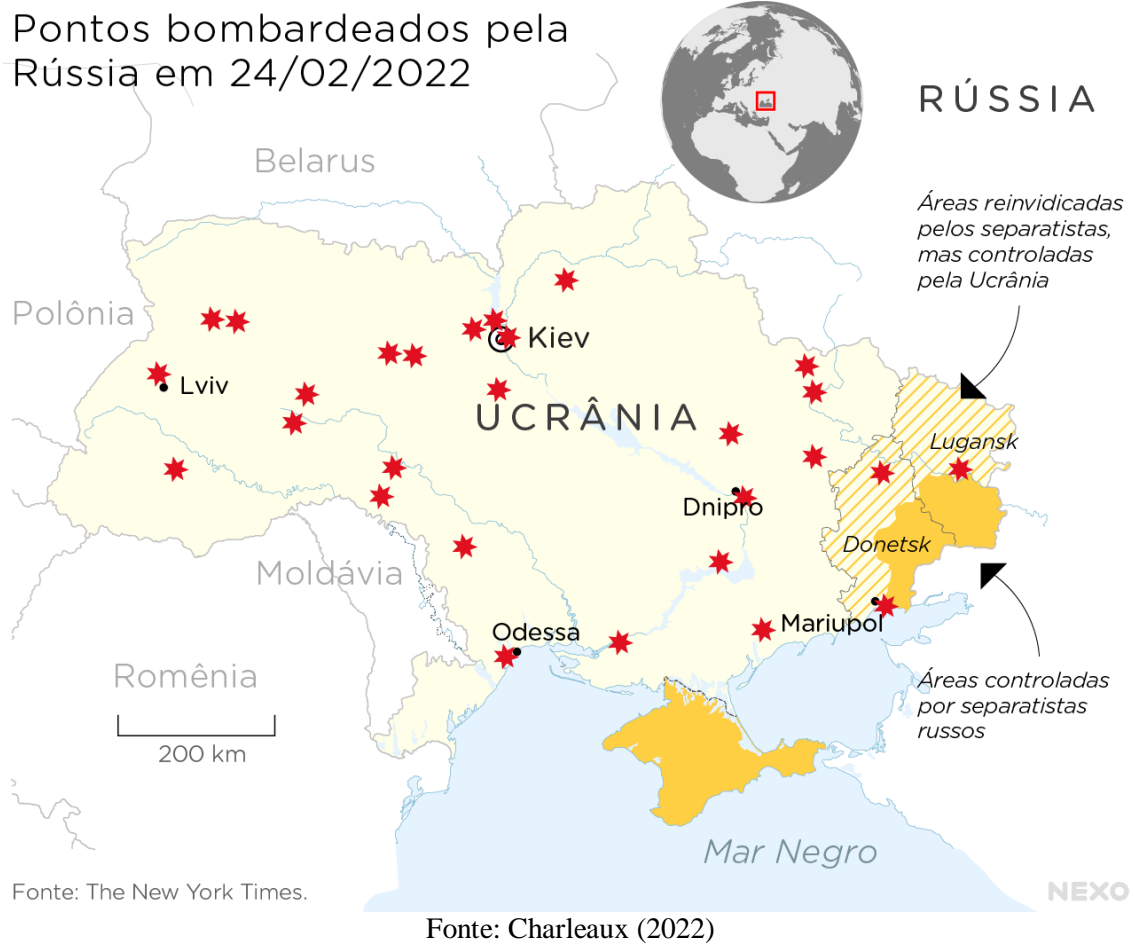 Pontos bombardeados pela
Rússia em 24/02/2022
RÚSSIA
Belarus
Áreas reinvidicadas
pelos separatistas,
mas controladas
pela Ucrânia
Polônia
Kiev
Lviv
UCRÂNIA
Lugansk
Dnipro
Donetsk
Moldávia
Mariupol
Odessa
Romênia
Áreas controladas
por separatistas
russos
200 km
Mar Negro
Fonte: The New York Times.
NEXO
Fonte: Charleaux (2022)